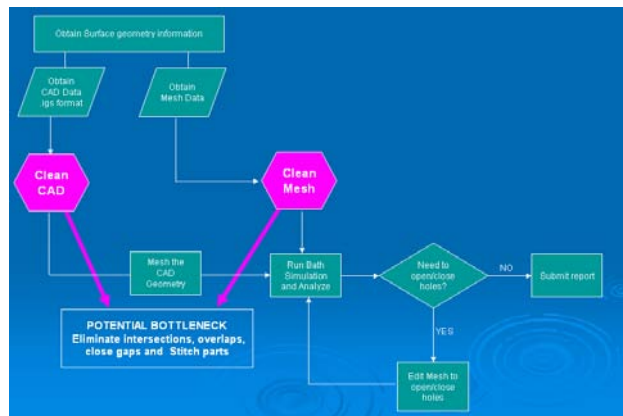 Obtain Surface geometry information
Obtain
CAD Data
.igs format
Obtain
Mesh Data
Clean
CAD
Clean
Mesh
Mesh the
CAD
Geometry
Run Bath
Simulation
and Analyze
Need to
open/close
holes?
NO
Submit report
POTENTIAL BOTTLENECK
Eliminate intersections, overlaps,
close gaps and Stitch parts
YES
Edit Mesh to
open/close
holes